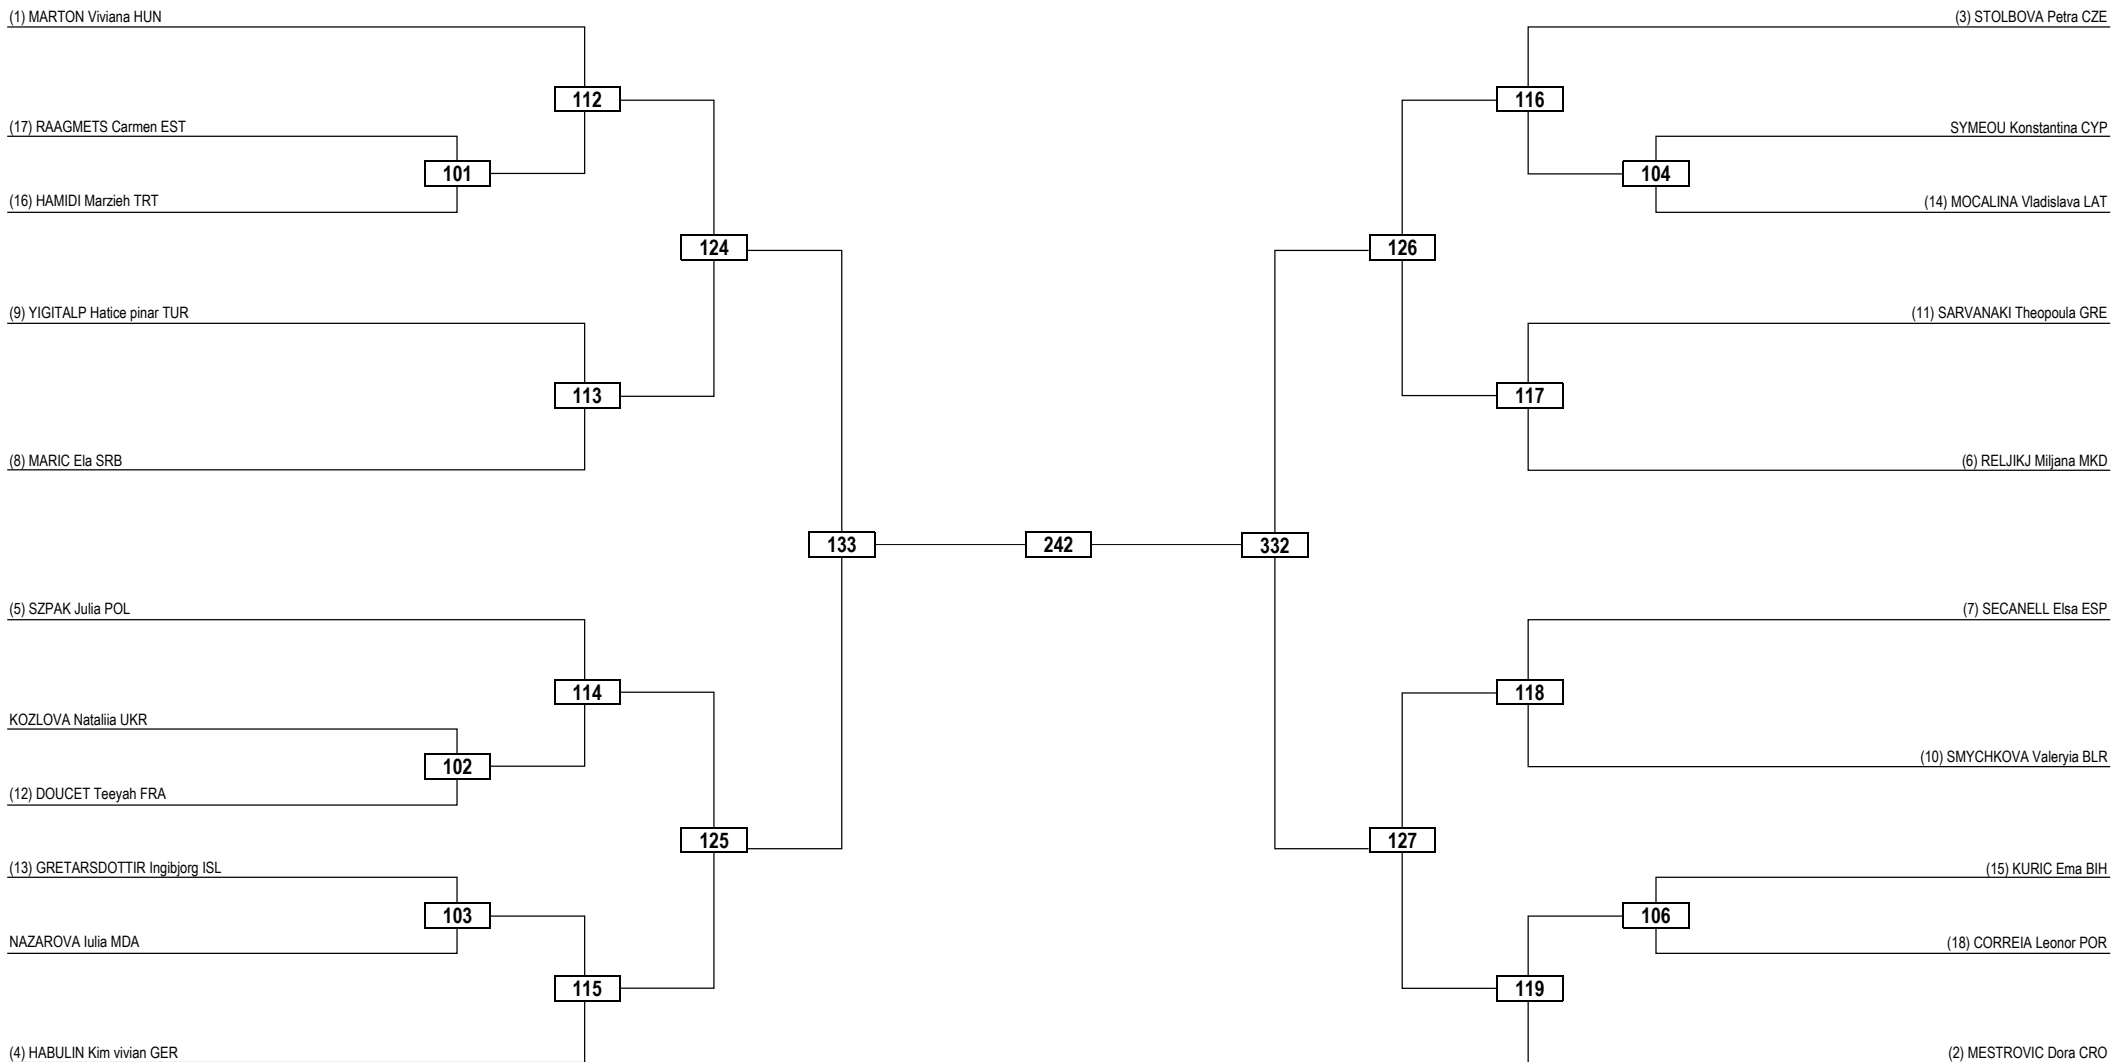 (1) MARTON Viviana HUN
(3) STOLBOVA Petra CZE
112
116
(17) RAAGMETS Carmen EST
SYMEOU Konstantina CYP
101
104
(16) HAMIDI Marzieh TRT
(14) MOCALINA Vladislava LAT
124
126
(9) YIGITALP Hatice pinar TUR
(11) SARVANAKI Theopoula GRE
113
117
(8) MARIC Ela SRB
(6) RELJIKJ Miljana MKD
133
242
332
(5) SZPAK Julia POL
(7) SECANELL Elsa ESP
114
118
KOZLOVA Nataliia UKR
(10) SMYCHKOVA Valeryia BLR
102
(12) DOUCET Teeyah FRA
125
127
(13) GRETARSDOTTIR Ingibjorg ISL
(15) KURIC Ema BIH
103
106
NAZAROVA Iulia MDA
(18) CORREIA Leonor POR
115
119
(4) HABULIN Kim vivian GER
(2) MESTROVIC Dora CRO